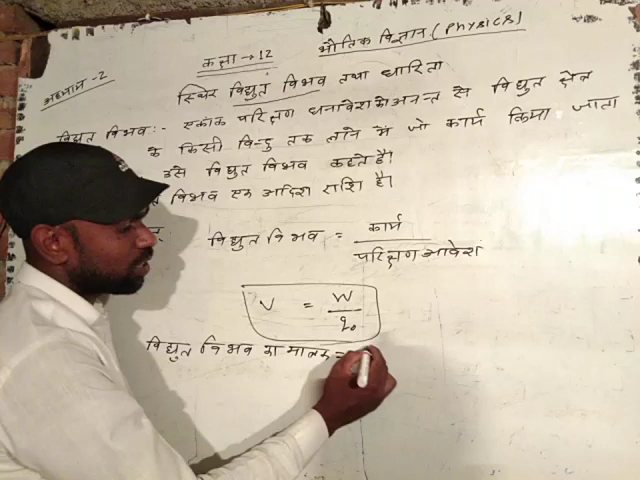 कक्षा → 12 भौतिक विज्ञान (PHYSICS)
अध्याय - 2
स्थिर विद्युत विभव तथा धारिता
विद्युत विभव :- एकांक परिक्षण धनावेश को अनन्त से विद्युत क्षेत्र
के किसी बिन्दु तक लाने में जो कार्य किया जाता
उसे विद्युत विभव कहते है।
विभव एक अदिश राशि है।
विद्युत विभव = कार्य
परिक्षण आवेश
V = W
q₀
विद्युत विभव का मात्रक =